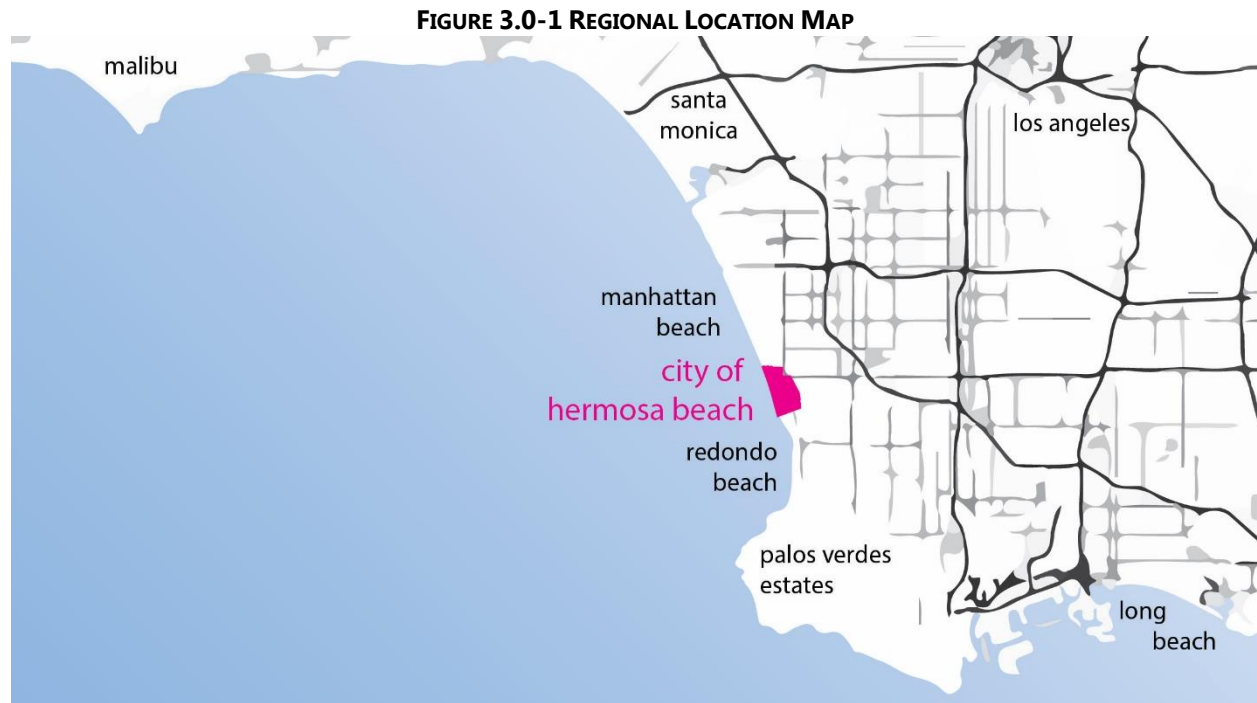 FIGURE 3.0-1 REGIONAL LOCATION MAP
malibu
santa
monica
los angeles
manhattan
beach
city of
hermosa beach
redondo
beach
palos verdes
estates
long
beach